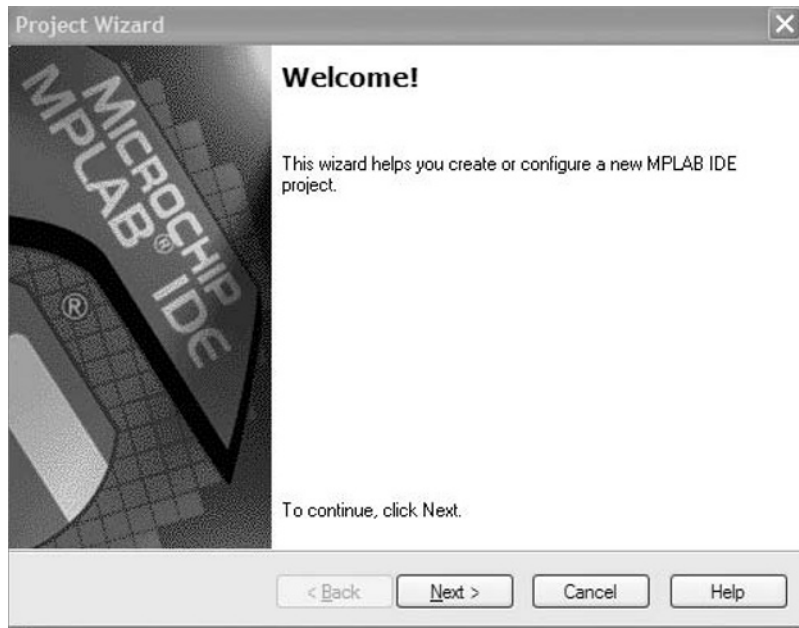 Project Wizard
MICROCHIP
MPLAB® IDE
®
Welcome!
This wizard helps you create or configure a new MPLAB IDE
project.
To continue, click Next.
< Back
Next >
Cancel
Help